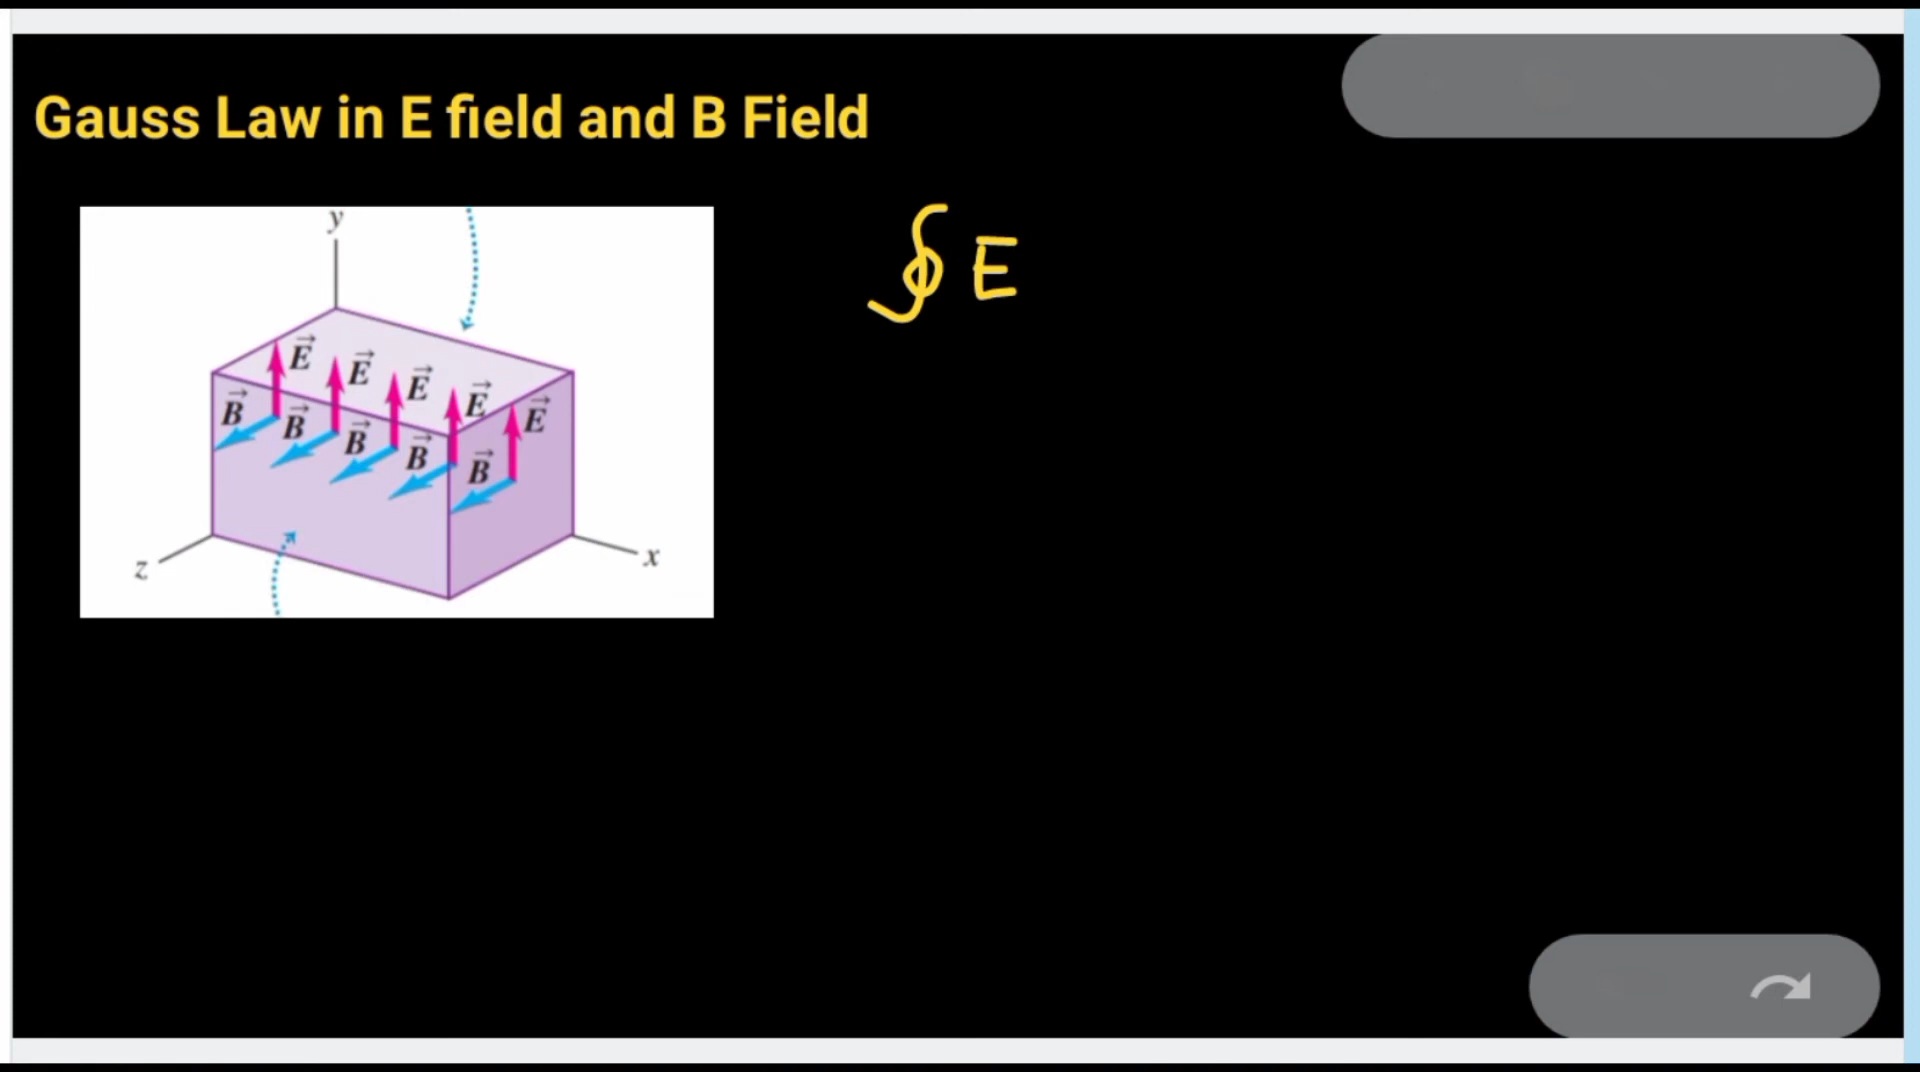 Gauss Law in E field and B Field
∮ E
y
E⃗ E⃗ E⃗ E⃗ E⃗
B⃗ B⃗ B⃗ B⃗ B⃗
z x